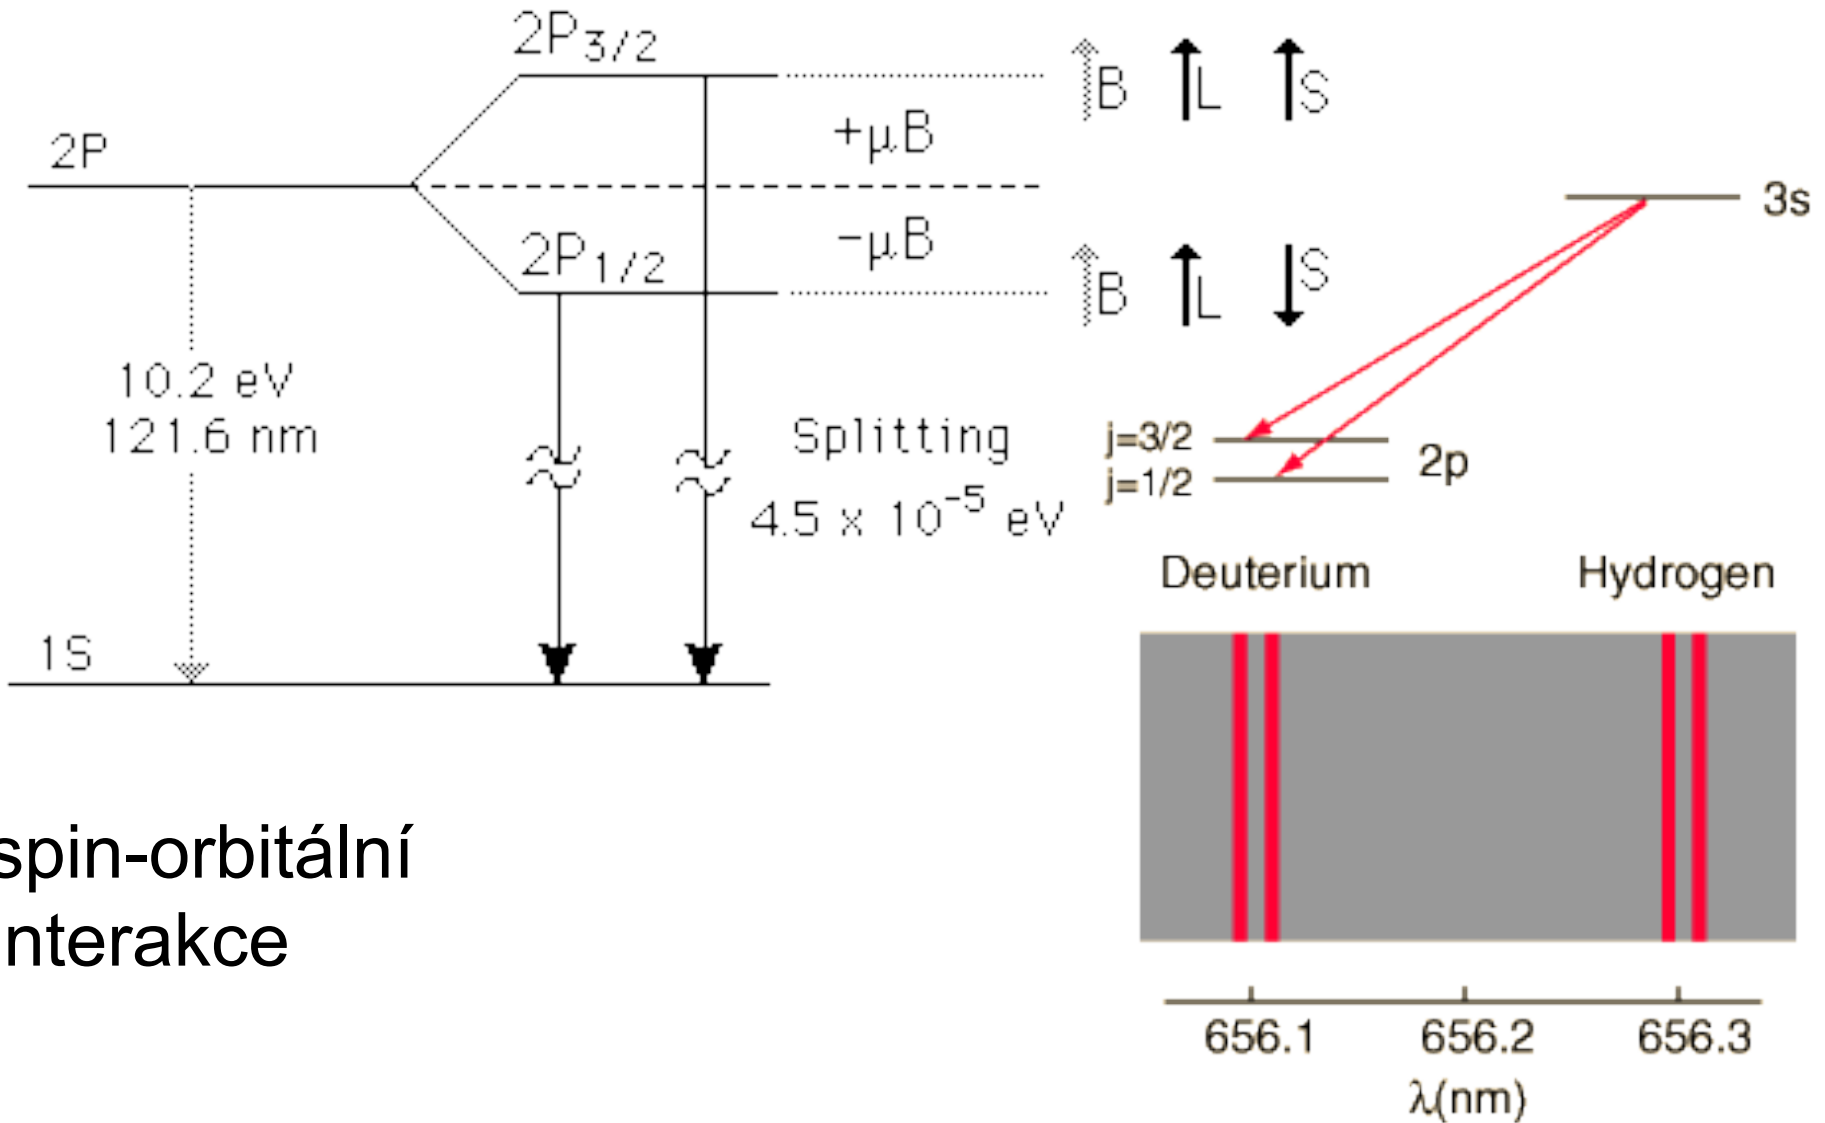 2P3/2
2P
+μB
B L S
2P1/2
-μB
B L S
10.2 eV
121.6 nm
Splitting
4.5 x 10⁻⁵ eV
1S
3s
j=3/2
j=1/2
2p
Deuterium Hydrogen
656.1 656.2 656.3
λ(nm)
spin-orbitální
nterakce